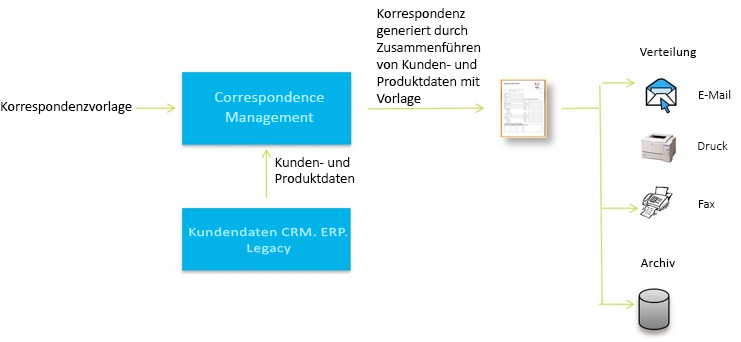 Korrespondenzvorlage
Correspondence
Management
Kunden- und
Produktdaten
Kundendaten CRM. ERP.
Legacy
Korrespondenz
generiert durch
Zusammenführen
von Kunden- und
Produktdaten mit
Vorlage
Verteilung
E-Mail
Druck
Fax
Archiv